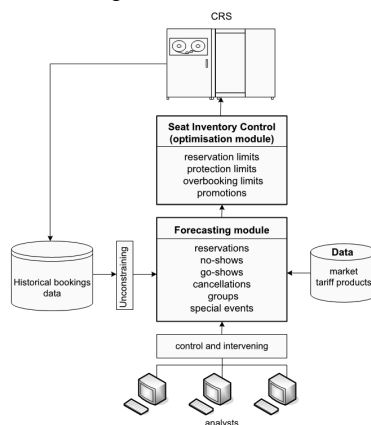 CRS
Seat Inventory Control
(optimisation module)
reservation limits
protection limits
overbooking limits
promotions
Forecasting module
reservations
no-shows
go-shows
cancellations
groups
special events
Historical bookings
data
Unconstraining
Data
market
tariff products
control and intervening
analysts